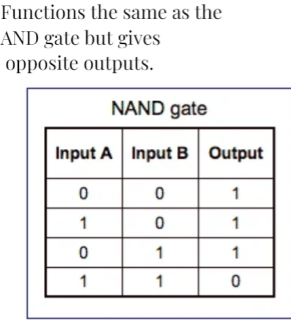 Functions the same as the
AND gate but gives
opposite outputs.
NAND gate
Input A Input B Output
0 0 1
1 0 1
0 1 1
1 1 0